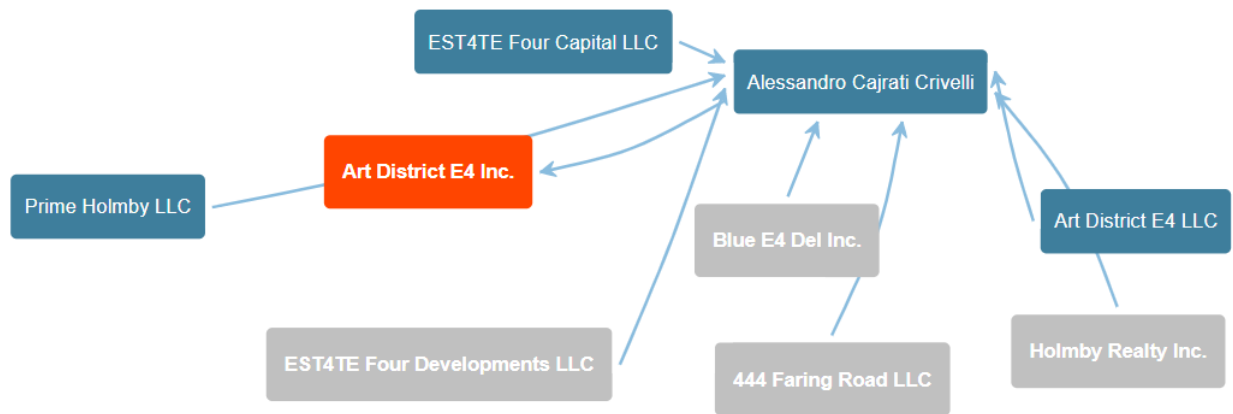 EST4TE Four Capital LLC
Alessandro Cajrati Crivelli
Art District E4 Inc.
Prime Holmby LLC
Blue E4 Del Inc.
Art District E4 LLC
EST4TE Four Developments LLC
444 Faring Road LLC
Holmby Realty Inc.